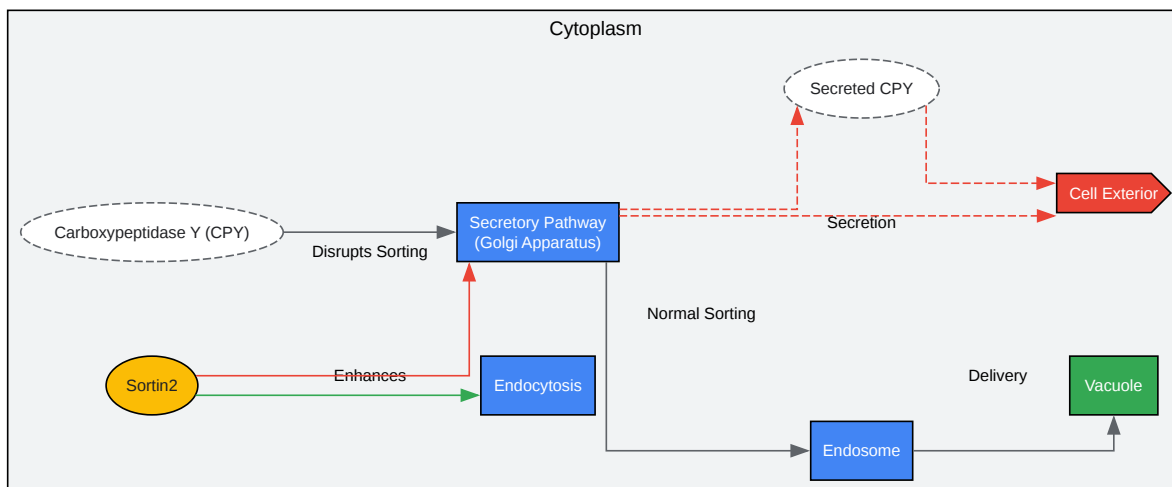 Cytoplasm
Secreted CPY
Cell Exterior
Secretion
Carboxypeptidase Y (CPY)
Disrupts Sorting
Secretory Pathway
(Golgi Apparatus)
Normal Sorting
Sortin2
Enhances
Endocytosis
Delivery
Vacuole
Endosome